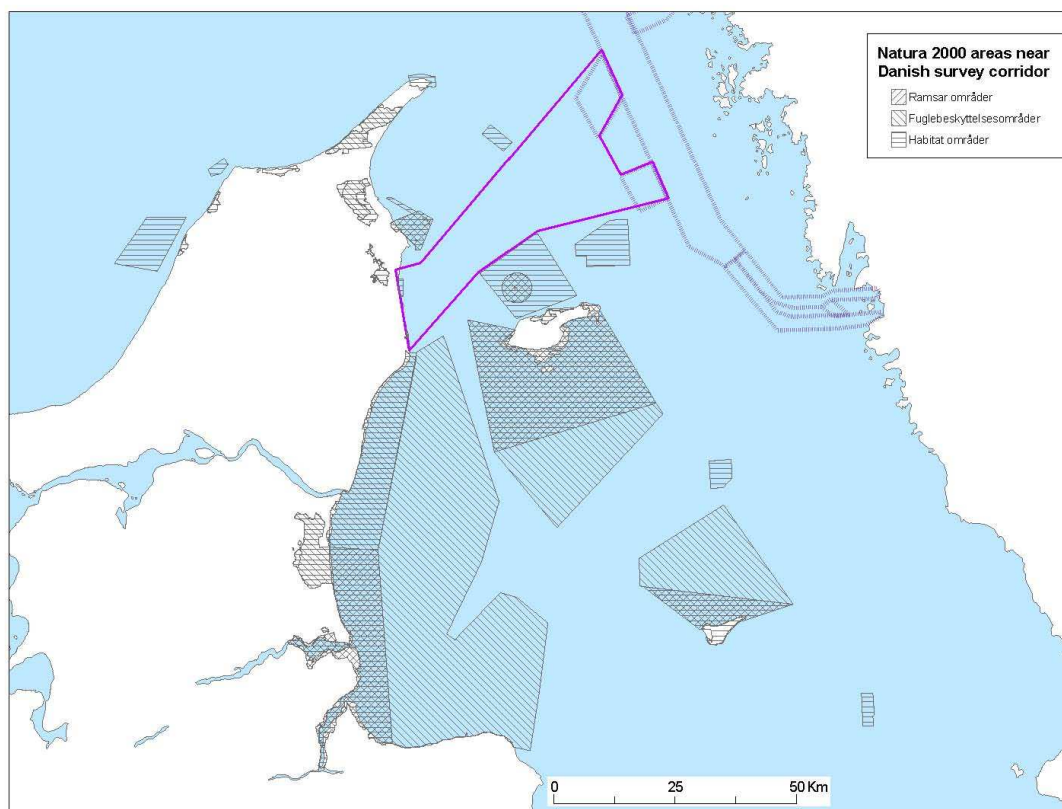 Natura 2000 areas near
Danish survey corridor
Ramsar områder
Fuglebeskyttelsesområder
Habitat områder
0 25 50 Km